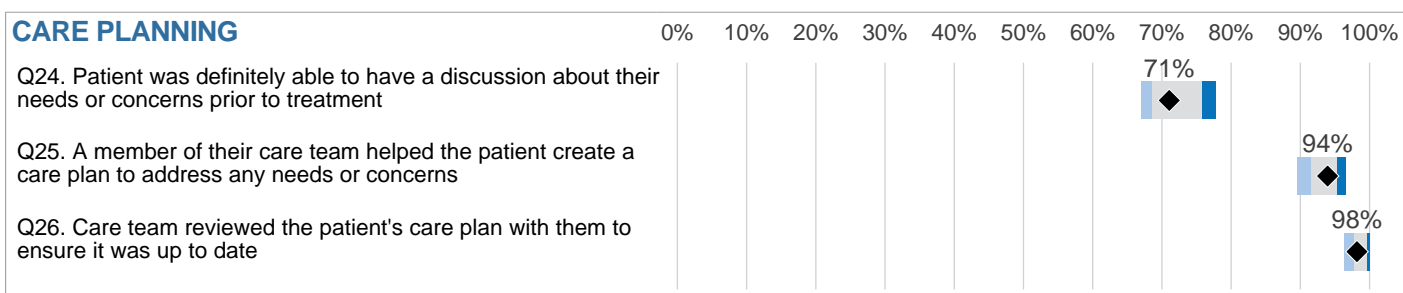 CARE PLANNING
0% 10% 20% 30% 40% 50% 60% 70% 80% 90% 100%
Q24. Patient was definitely able to have a discussion about their
needs or concerns prior to treatment
71%
Q25. A member of their care team helped the patient create a
care plan to address any needs or concerns
94%
Q26. Care team reviewed the patient's care plan with them to
ensure it was up to date
98%